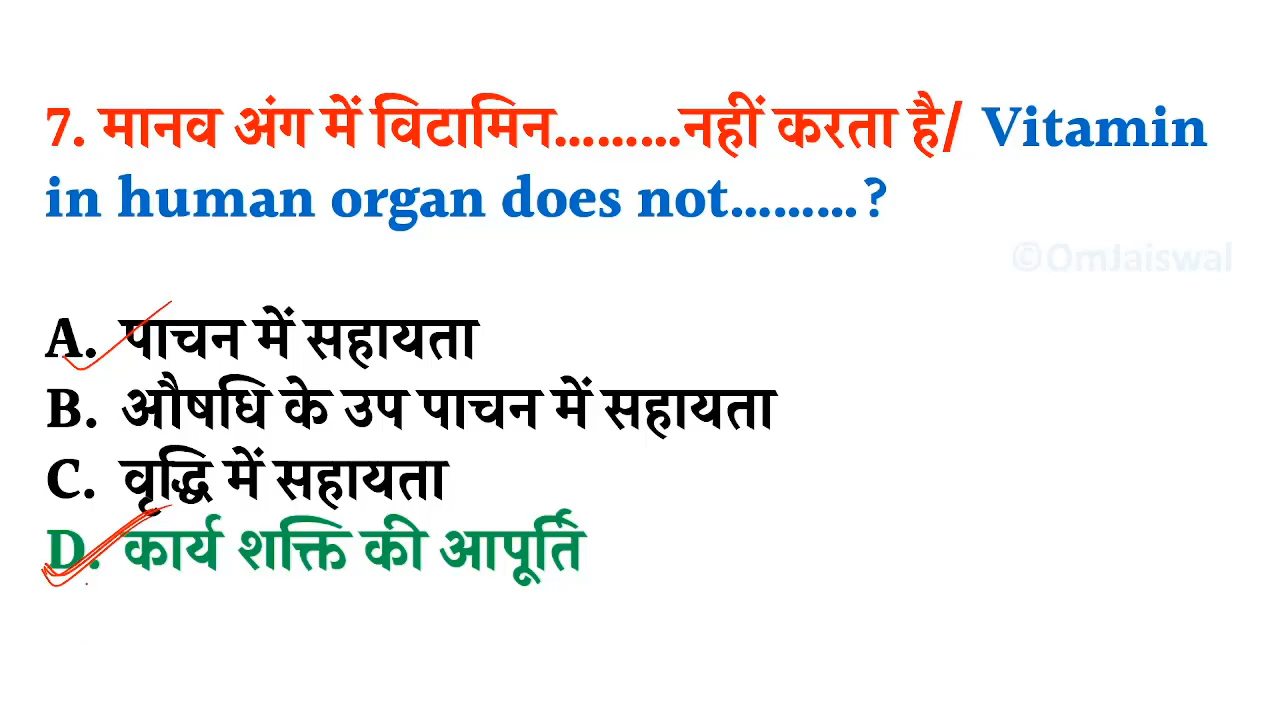 7. मानव अंग में विटामिन.........नहीं करता है/ Vitamin
in human organ does not.........?
©OmJaiswal
A. पाचन में सहायता
B. औषधि के उप पाचन में सहायता
C. वृद्धि में सहायता
D. कार्य शक्ति की आपूर्ति